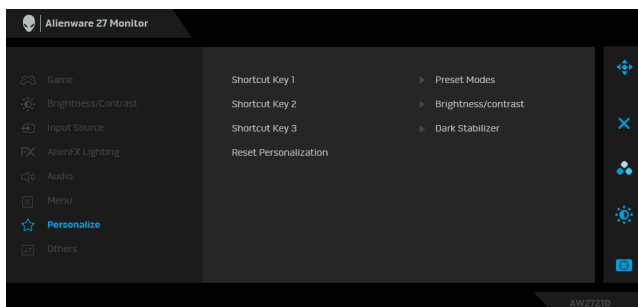 Alienware 27 Monitor
Game
Brightness/Contrast
Input Source
AlienFX Lighting
Audio
Menu
Personalize
Others
Shortcut Key 1 Preset Modes
Shortcut Key 2 Brightness/contrast
Shortcut Key 3 Dark Stabilizer
Reset Personalization
AW2721D